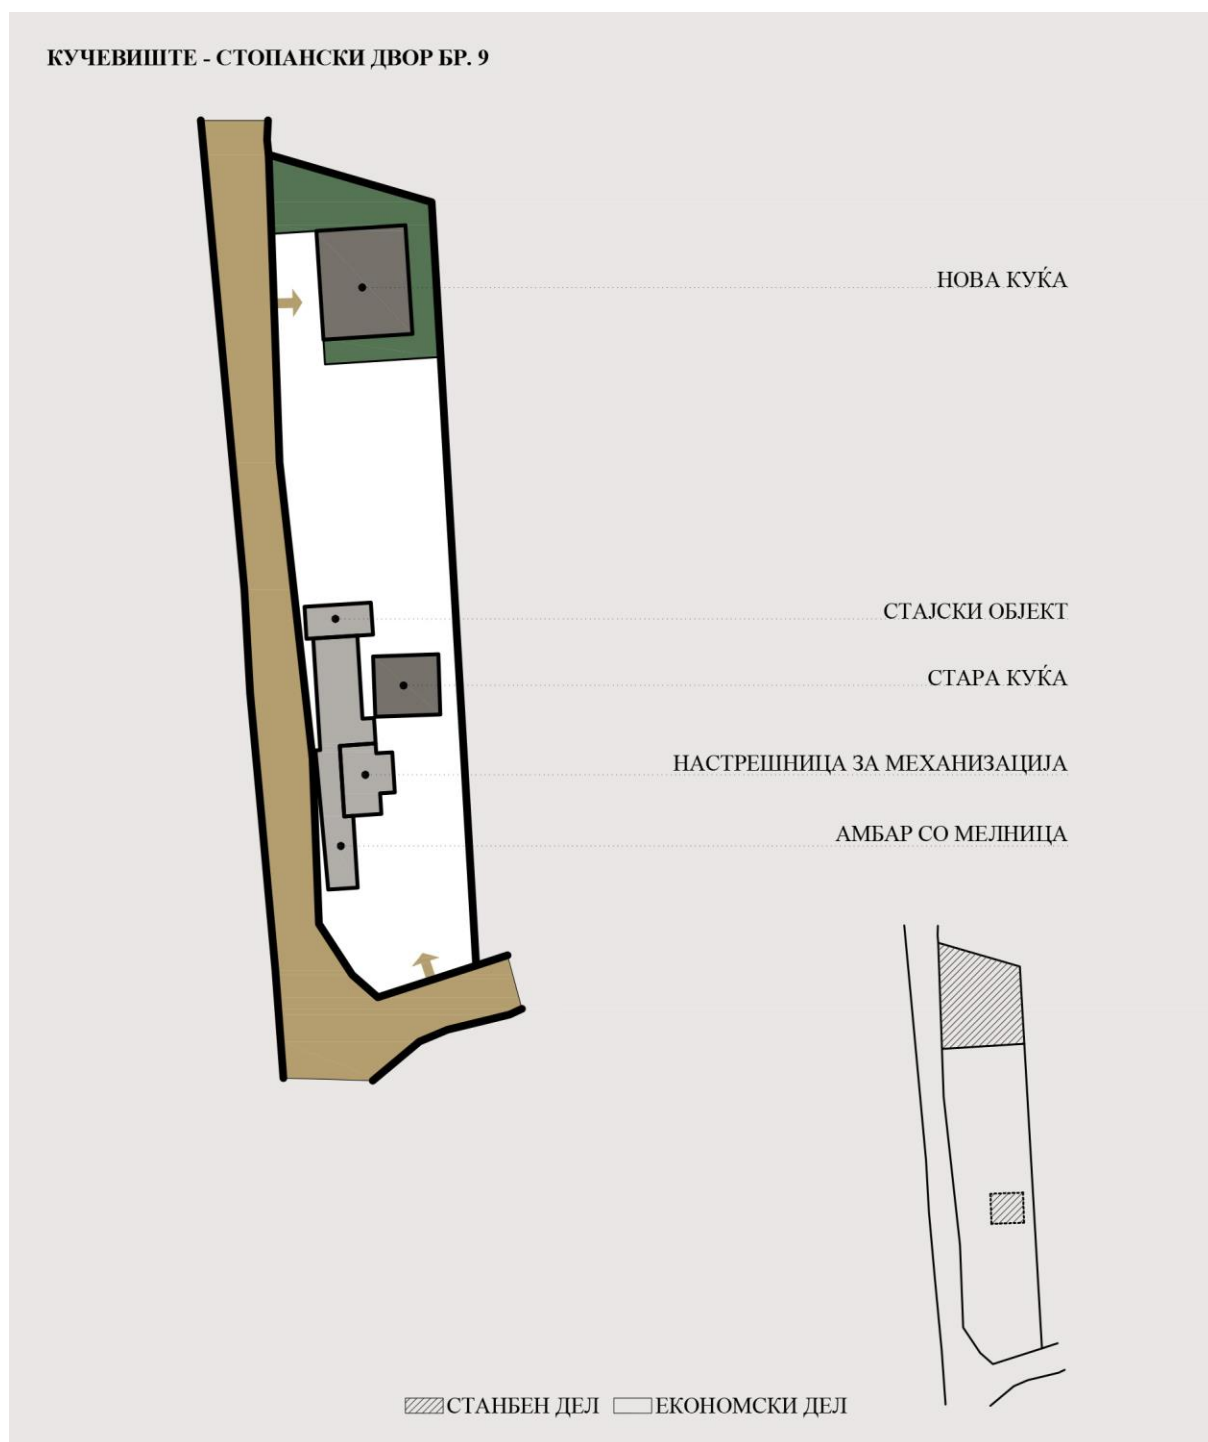 КУЧЕВИШТЕ - СТОПАНСКИ ДВОР БР. 9
НОВА КУЌА
СТАЈСКИ ОБЈЕКТ
СТАРА КУЌА
НАСТРЕШНИЦА ЗА МЕХАНИЗАЦИЈА
АМБАР СО МЕЛНИЦА
СТАНБЕН ДЕЛ ЕКОНОМСКИ ДЕЛ